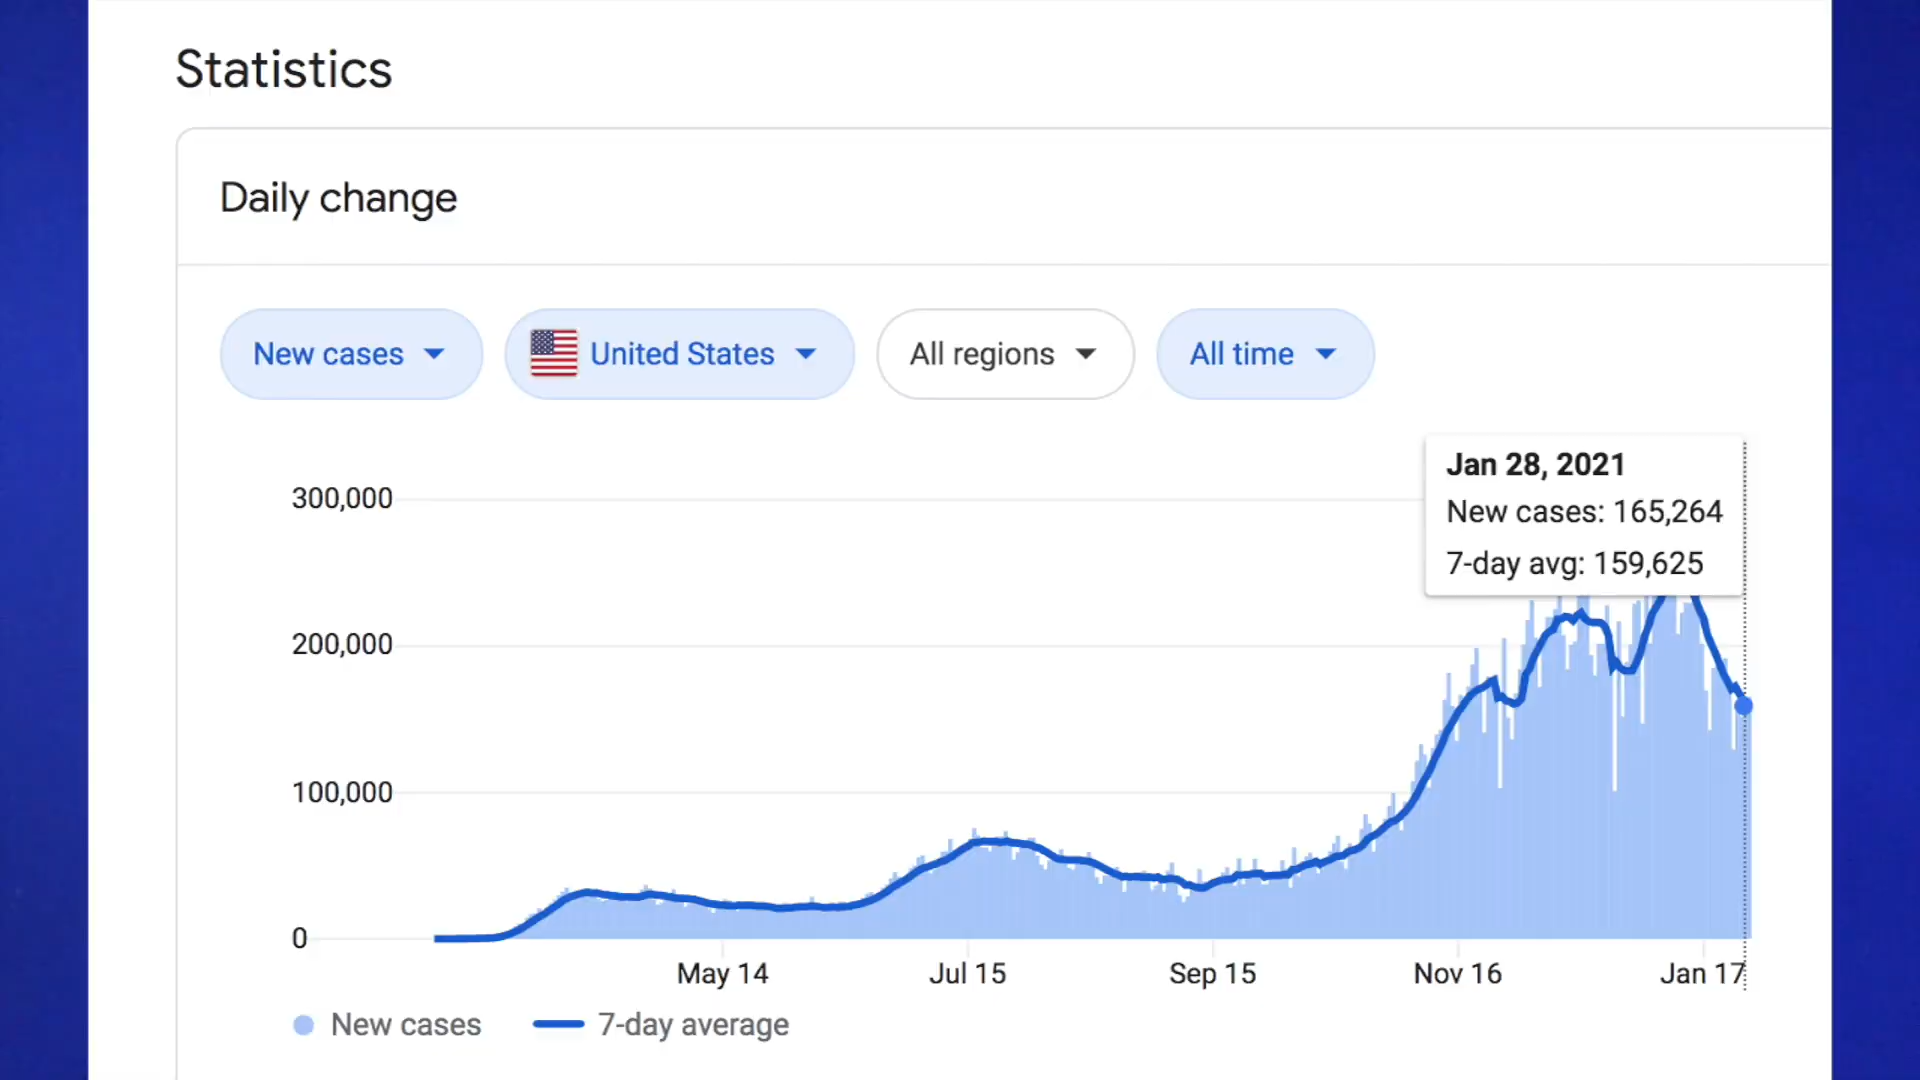 Statistics
Daily change
New cases
United States
All regions
All time
Jan 28, 2021
New cases: 165,264
7-day avg: 159,625
300,000
200,000
100,000
0
May 14
Jul 15
Sep 15
Nov 16
Jan 17
New cases
7-day average